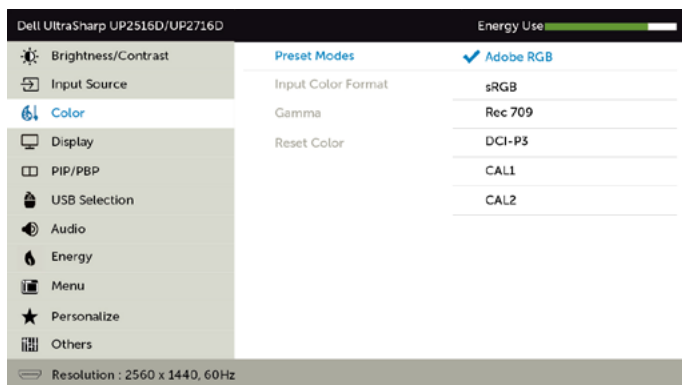 Dell UltraSharp UP2516D/UP2716D
Energy Use
Brightness/Contrast
Input Source
Color
Display
PIP/PBP
USB Selection
Audio
Energy
Menu
Personalize
Others
Preset Modes
Input Color Format
Gamma
Reset Color
Adobe RGB
sRGB
Rec 709
DCI-P3
CAL1
CAL2
Resolution : 2560 x 1440, 60Hz